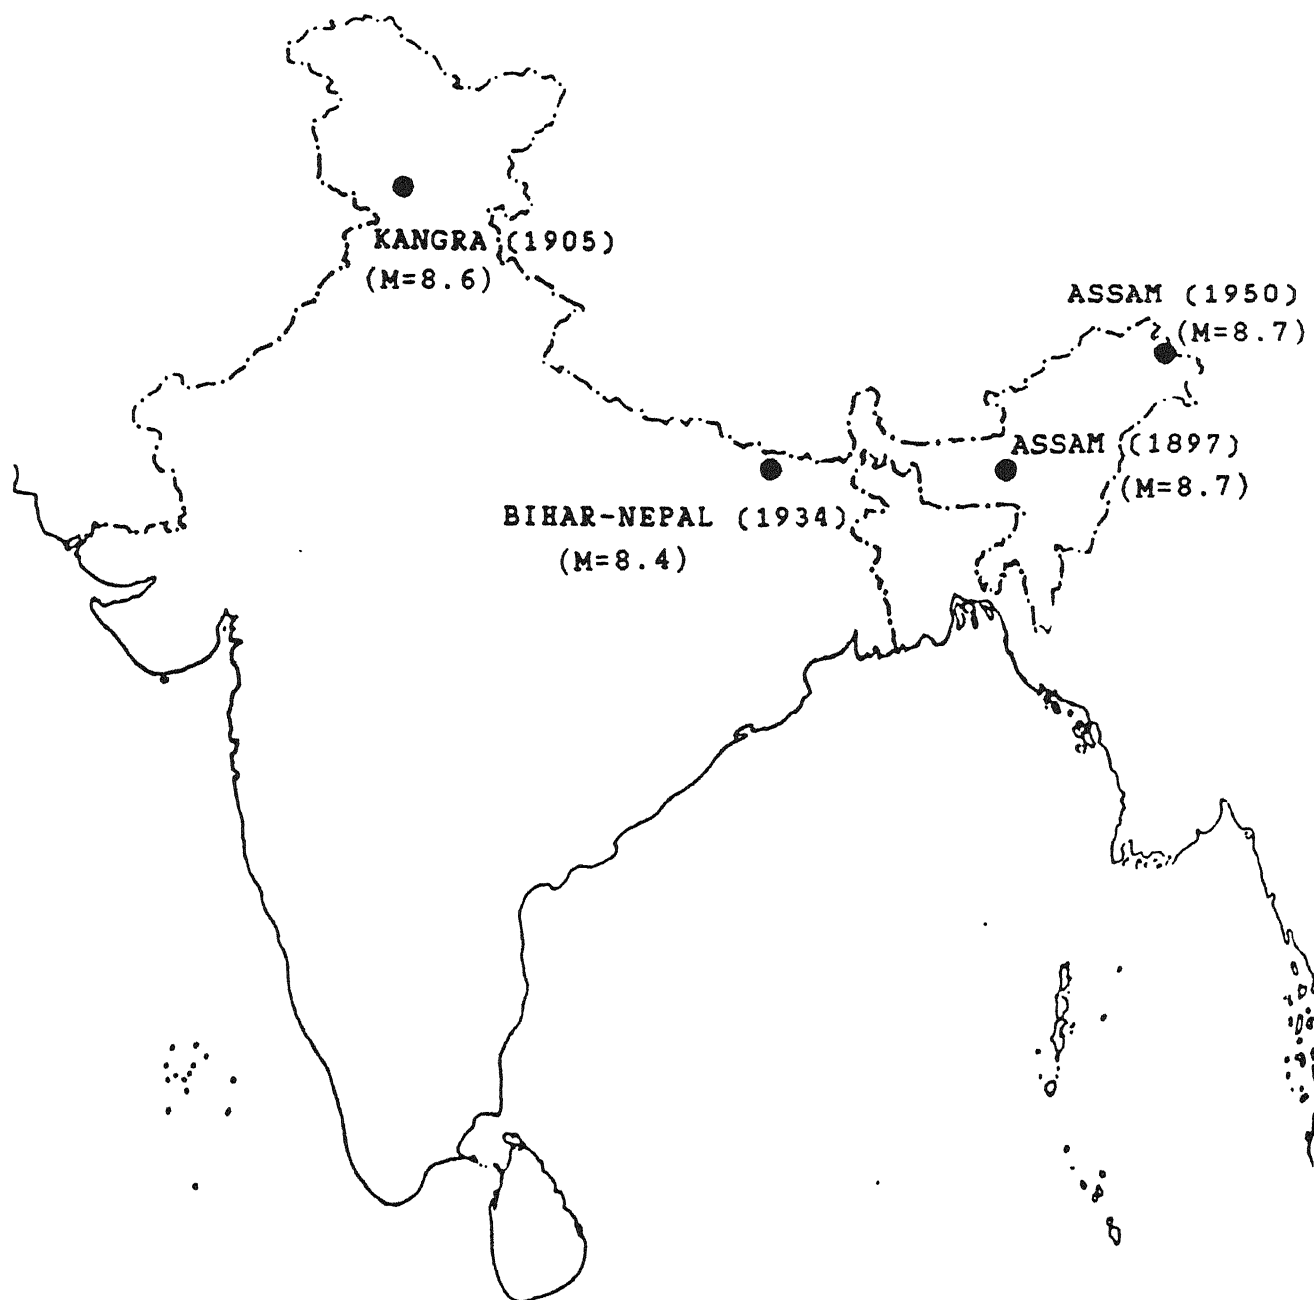 KANGRA (1905)
(M=8.6)
ASSAM (1950)
(M=8.7)
ASSAM (1897)
(M=8.7)
BIHAR-NEPAL (1934)
(M=8.4)